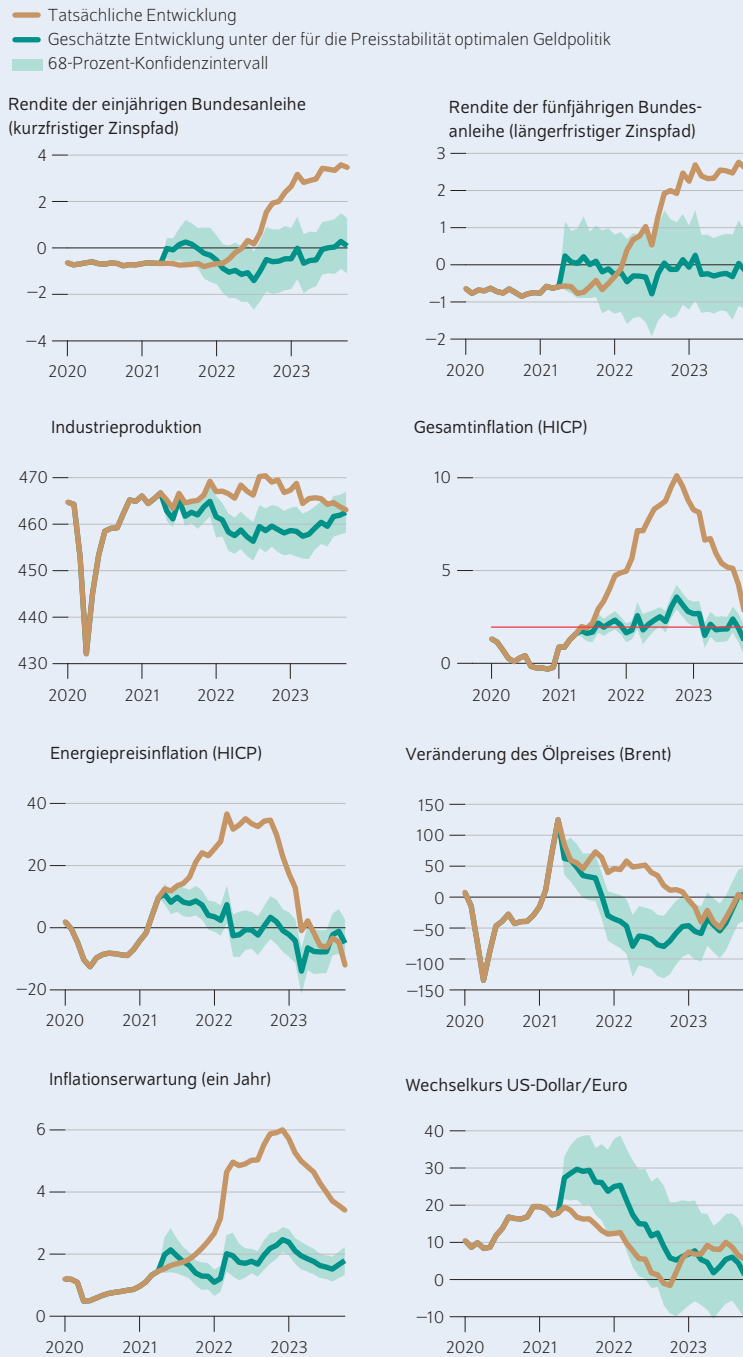 Tatsächliche Entwicklung
Geschätzte Entwicklung unter der für die Preisstabilität optimalen Geldpolitik
68-Prozent-Konfidenzintervall
Rendite der einjährigen Bundesanleihe
(kurzfristiger Zinspfad)
4
2
0
−2
−4
2020 2021 2022 2023
Rendite der fünfjährigen Bundes-
anleihe (längerfristiger Zinspfad)
3
2
1
0
−1
−2
2020 2021 2022 2023
Industrieproduktion
470
460
450
440
430
2020 2021 2022 2023
Gesamtinflation (HICP)
10
5
0
2020 2021 2022 2023
Energiepreisinflation (HICP)
40
20
0
−20
2020 2021 2022 2023
Veränderung des Ölpreises (Brent)
150
100
50
0
−50
−100
−150
2020 2021 2022 2023
Inflationserwartung (ein Jahr)
6
4
2
0
2020 2021 2022 2023
Wechselkurs US-Dollar/Euro
40
30
20
10
0
−10
2020 2021 2022 2023